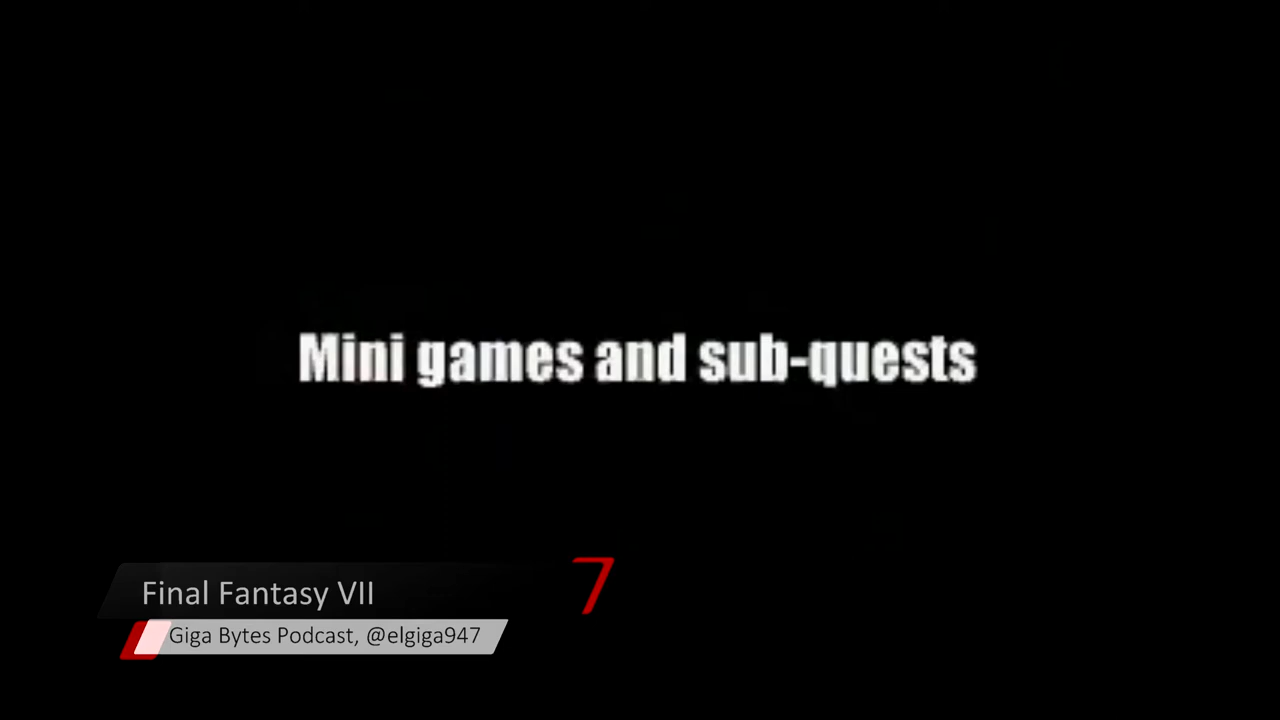 Mini games and sub-quests
Final Fantasy VII
7
Giga Bytes Podcast, @elgiga947